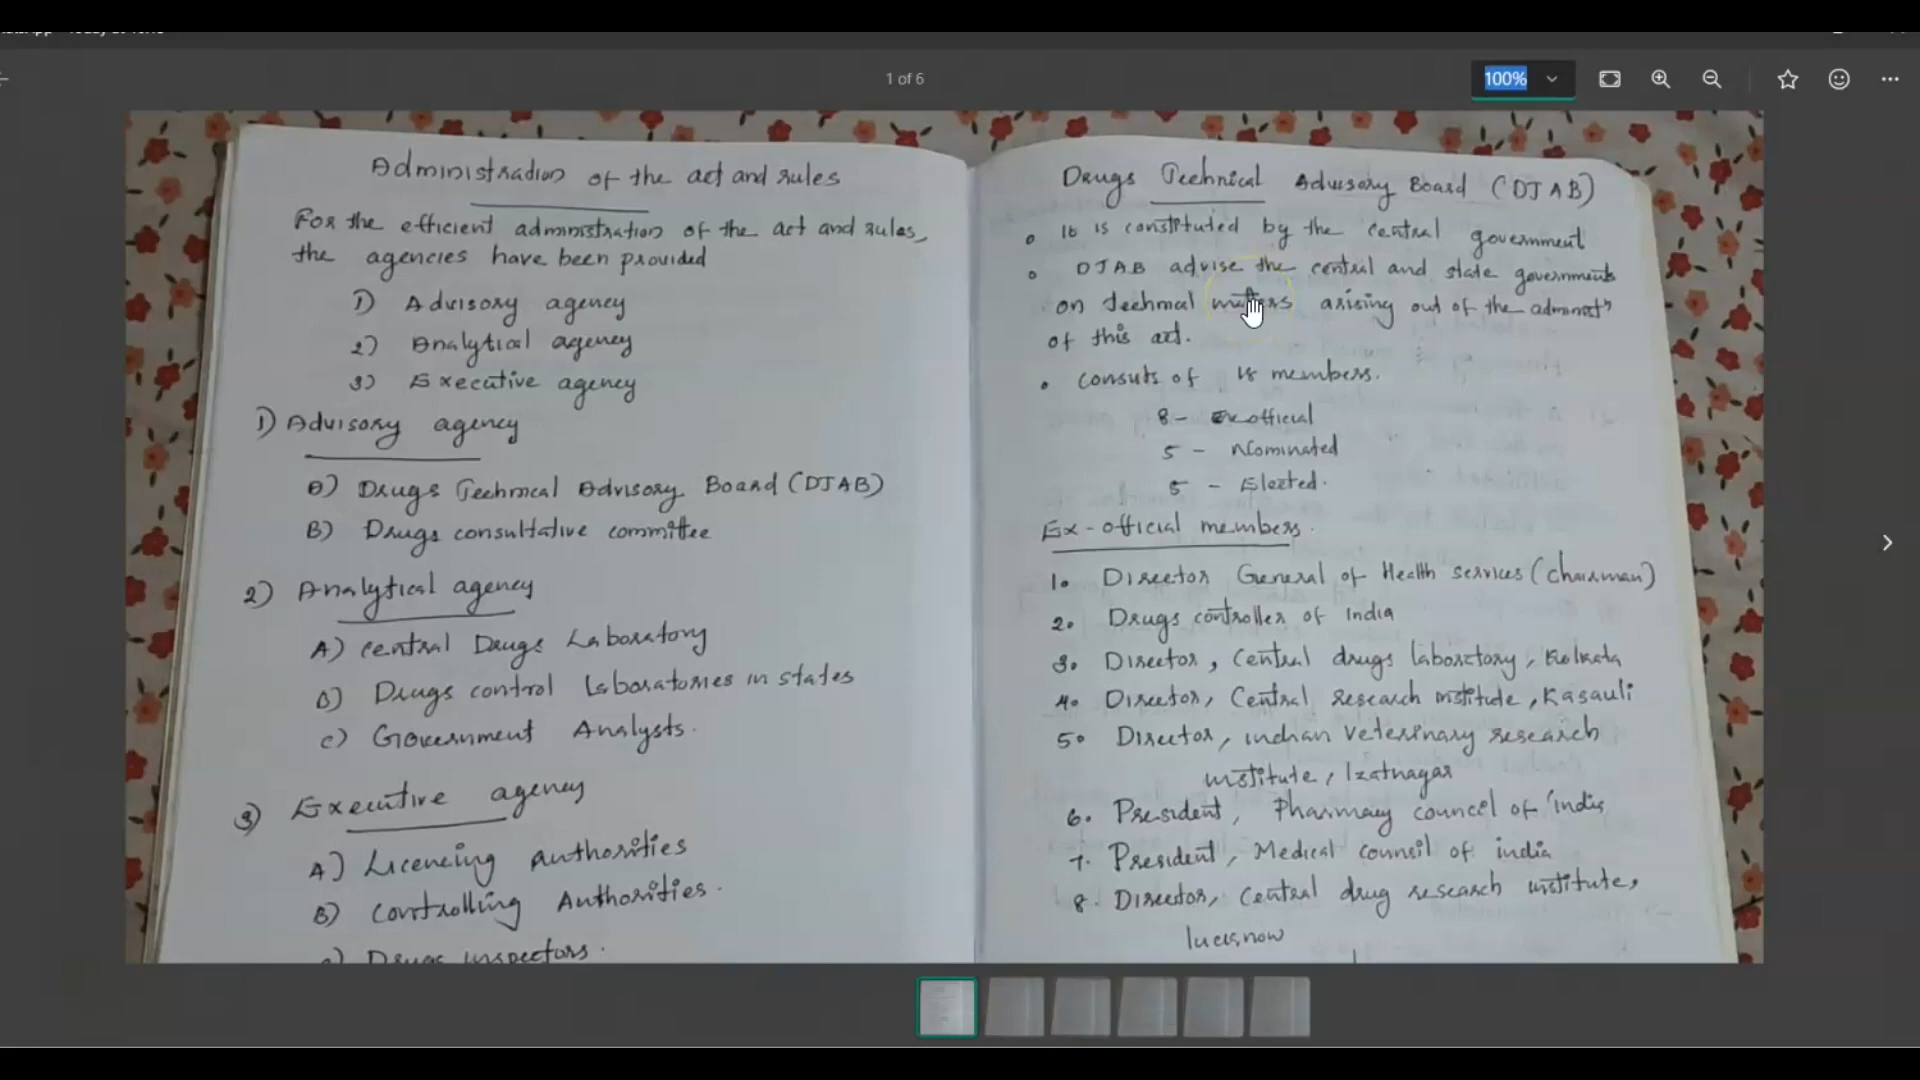 1 of 6
100%
Administration of the act and rules
For the efficient administration of the act and rules,
the agencies have been provided
1) Advisory agency
2) Analytical agency
3) Executive agency
1) Advisory agency
A) Drugs Technical Advisory Board (DTAB)
B) Drugs consultative committee
2) Analytical agency
A) Central Drugs Laboratory
B) Drugs control Laboratories in states
C) Government Analysts.
3) Executive agency
A) Licencing Authorities
B) Controlling Authorities.
c) Drugs inspectors.
Drugs Technical Advisory Board (DTAB)
• It is constituted by the central government
• DTAB advise the central and state governments
on techmal matters arising out of the administn
of this act.
• Consists of 18 members.
8 - Ex official
5 - Nominated
5 - Elected.
Ex-official members.
1. Director General of Health Services (Chairman)
2. Drugs controller of India
3. Director, Central drugs laboratory, Kolkata
4. Director, Central Research institute, Kasauli
5. Director, indian Veterinary research
institute, Izatnagar
6. President, Pharmacy council of India
7. President, Medical counsil of india
8. Director, Central drug research institute,
lucknow